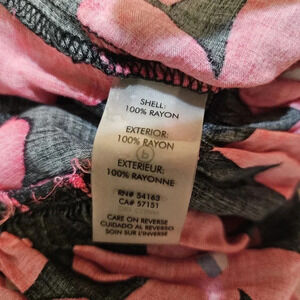 SHELL:
100% RAYON
EXTERIOR:
100% RAYON
b
EXTERIEUR:
100% RAYONNE
RN# 54163
CA# 57151
CARE ON REVERSE
CUIDADO AL REVERSO
SOIN SUR L'INVERSE